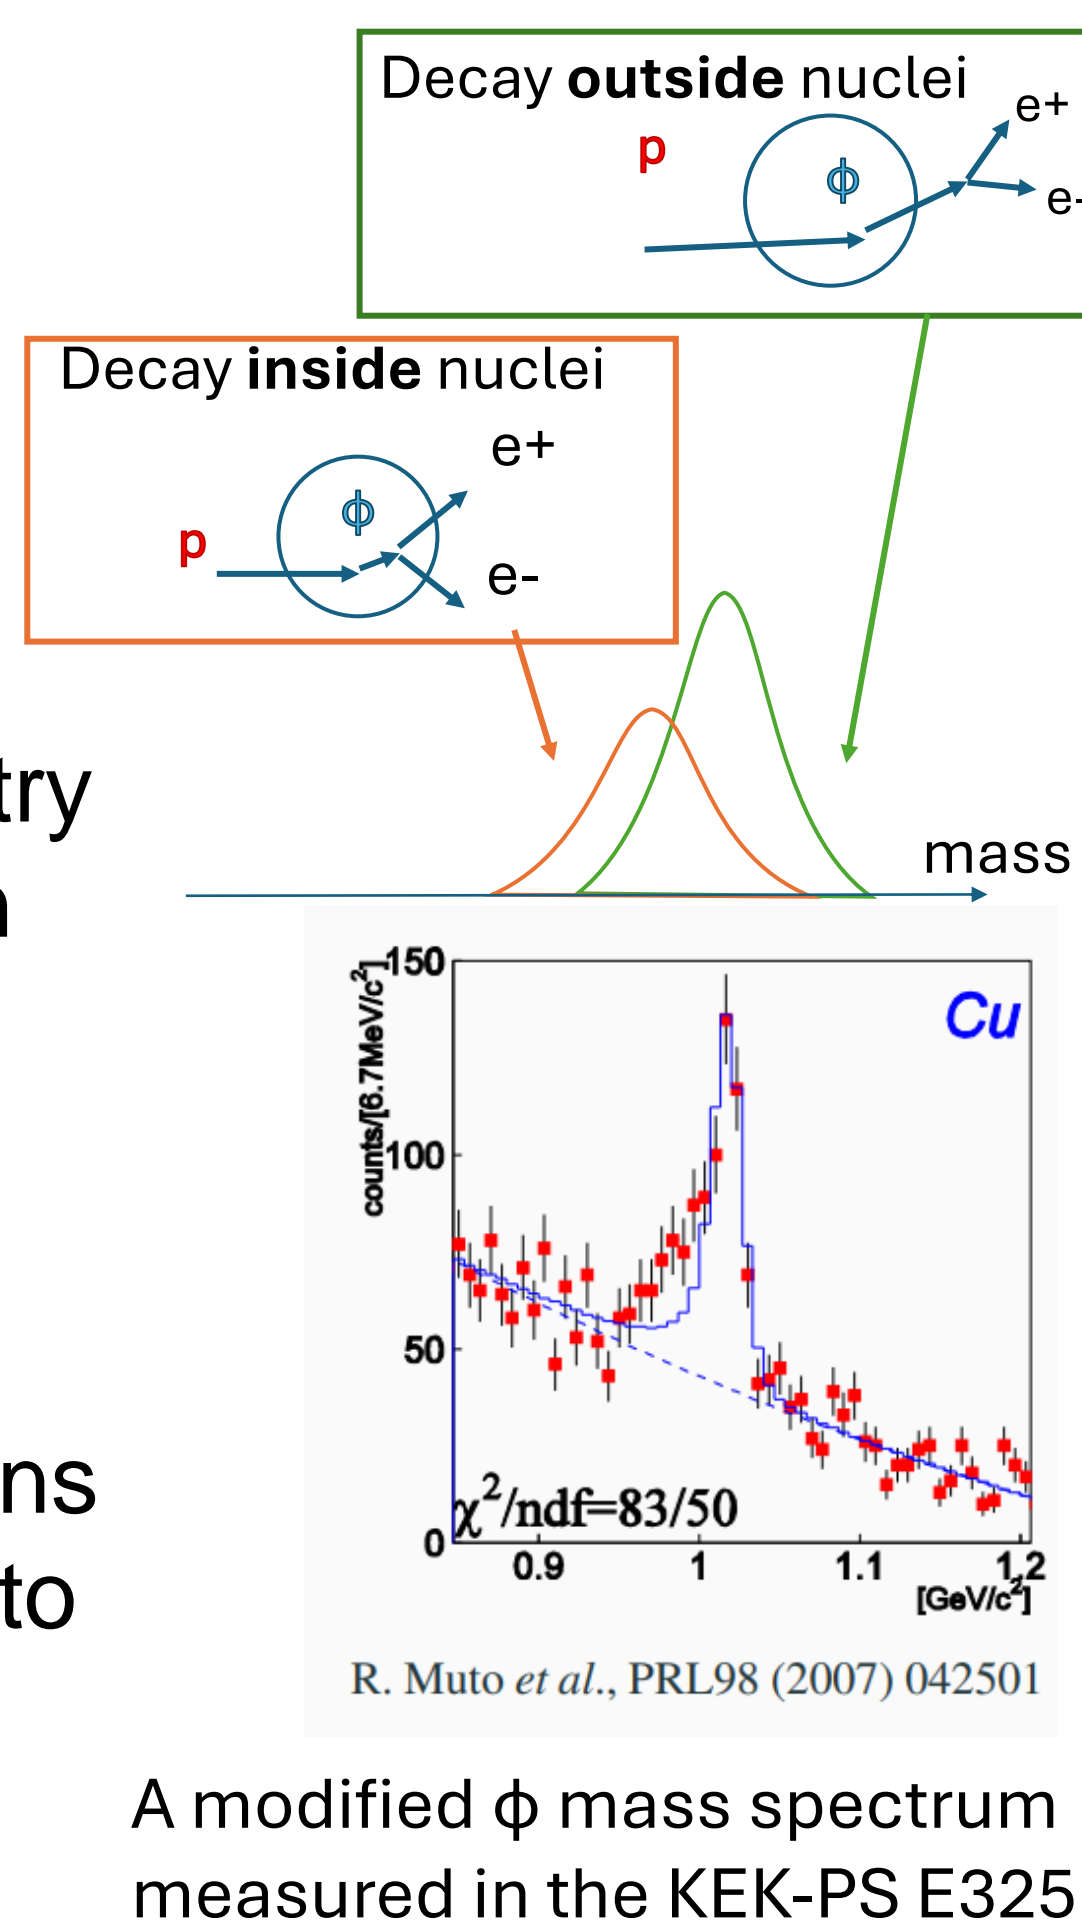 Decay outside nuclei
e+
p
ϕ
e-
Decay inside nuclei
e+
ϕ
p
e-
try
mass
counts/[6.7MeV/c²]
150
Cu
100
50
χ²/ndf=83/50
0
0.9
1
1.1
1.2
[GeV/c²]
ns
to
R. Muto et al., PRL98 (2007) 042501
A modified ϕ mass spectrum
measured in the KEK-PS E325